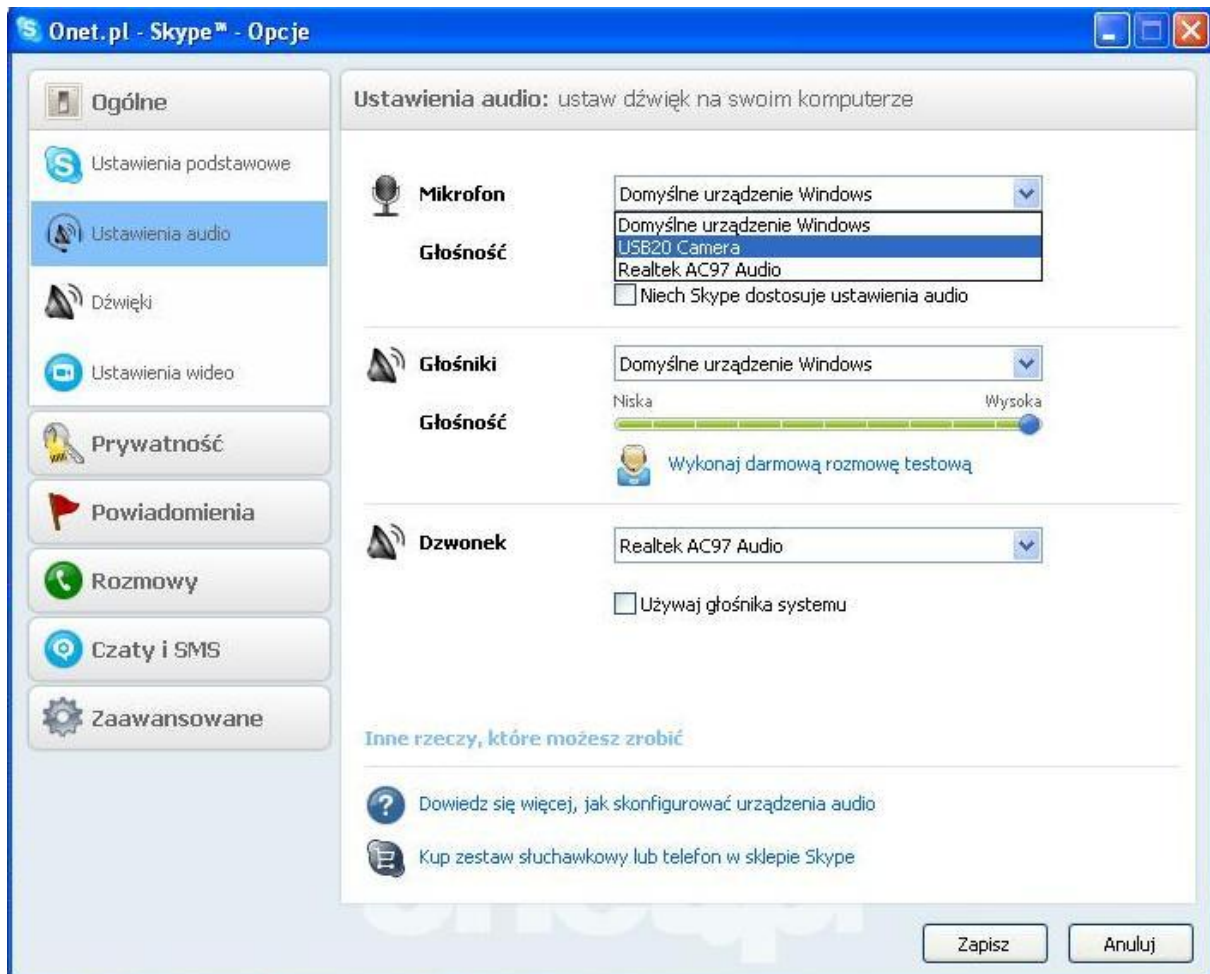 Onet.pl - Skype™ - Opcje
Ogólne
Ustawienia podstawowe
Ustawienia audio
Dźwięki
Ustawienia wideo
Prywatność
Powiadomienia
Rozmowy
Czaty i SMS
Zaawansowane
Ustawienia audio: ustaw dźwięk na swoim komputerze
Mikrofon
Domyślne urządzenie Windows
Domyślne urządzenie Windows
USB20 Camera
Realtek AC97 Audio
Głośność
Niech Skype dostosuje ustawienia audio
Głośniki
Domyślne urządzenie Windows
Niska Wysoka
Głośność
Wykonaj darmową rozmowę testową
Dzwonek
Realtek AC97 Audio
Używaj głośnika systemu
Inne rzeczy, które możesz zrobić
Dowiedz się więcej, jak skonfigurować urządzenia audio
Kup zestaw słuchawkowy lub telefon w sklepie Skype
Zapisz
Anuluj